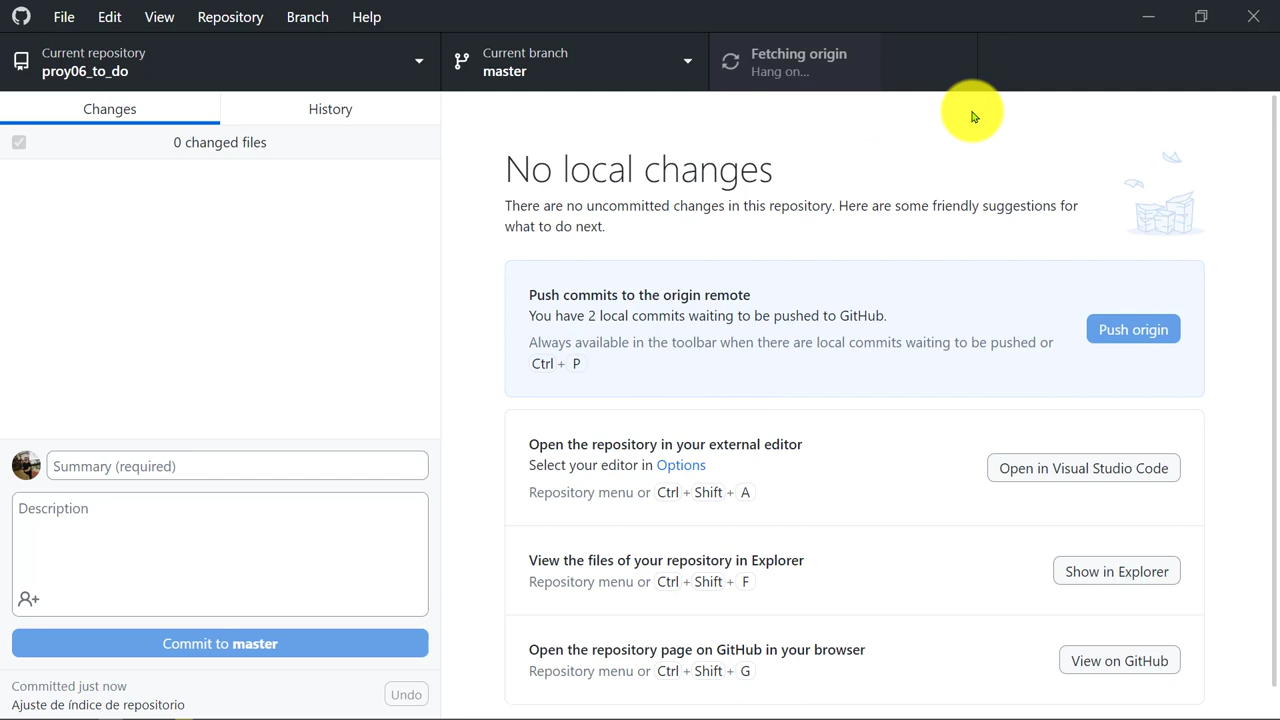 File Edit View Repository Branch Help
Current repository
proy06_to_do
Current branch
master
Fetching origin
Hang on...
Changes
History
0 changed files
No local changes
There are no uncommitted changes in this repository. Here are some friendly suggestions for
what to do next.
Push commits to the origin remote
You have 2 local commits waiting to be pushed to GitHub.
Always available in the toolbar when there are local commits waiting to be pushed or
Ctrl + P
Push origin
Open the repository in your external editor
Select your editor in Options
Repository menu or Ctrl + Shift + A
Open in Visual Studio Code
View the files of your repository in Explorer
Repository menu or Ctrl + Shift + F
Show in Explorer
Open the repository page on GitHub in your browser
Repository menu or Ctrl + Shift + G
View on GitHub
Summary (required)
Description
Commit to master
Committed just now
Ajuste de índice de repositorio
Undo